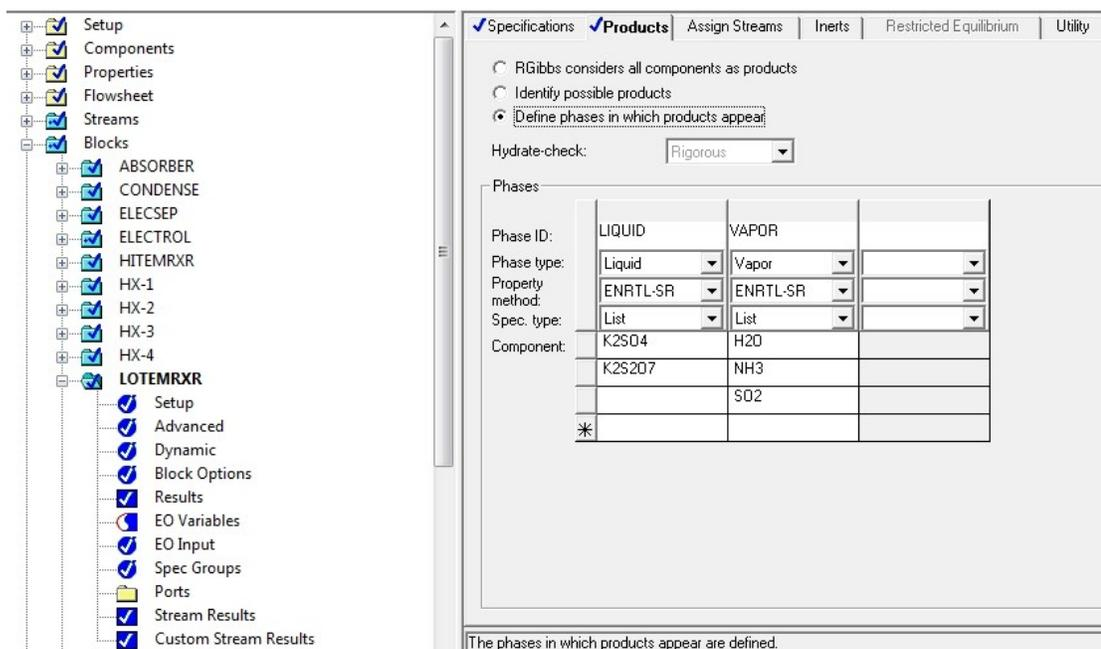 Setup
Components
Properties
Flowsheet
Streams
Blocks
ABSORBER
CONDENSE
ELECSEP
ELECTROL
HITEMRXR
HX-1
HX-2
HX-3
HX-4
LOTEMRXR
Setup
Advanced
Dynamic
Block Options
Results
EO Variables
EO Input
Spec Groups
Ports
Stream Results
Custom Stream Results
Specifications Products Assign Streams Inerts Restricted Equilibrium Utility
RGibbs considers all components as products
Identify possible products
Define phases in which products appear
Hydrate-check: Rigorous
Phases
Phase ID: LIQUID VAPOR
Phase type: Liquid Vapor
Property method: ENRTL-SR ENRTL-SR
Spec. type: List List
Component: K2SO4 H2O
K2S2O7 NH3
SO2
The phases in which products appear are defined.